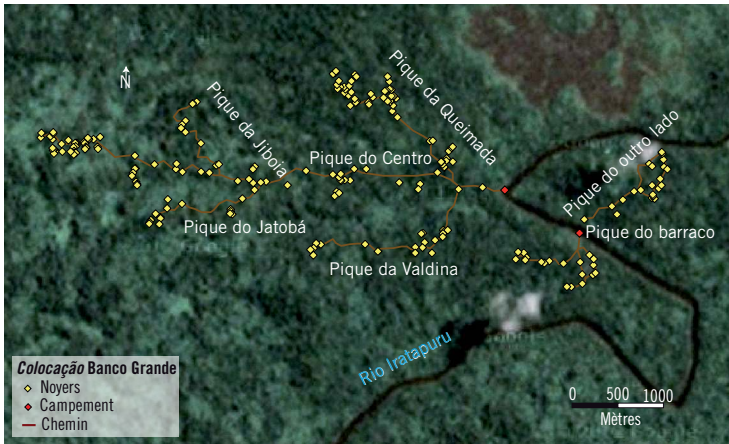 N
Pique da Jiboia
Pique da Queimada
Pique do Centro
Pique do outro lado
Pique do Jatobá
Pique do barraco
Pique da Valdina
Rio Iratapuru
Colocação Banco Grande
Noyers
Campement
Chemin
0 500 1000
Mètres